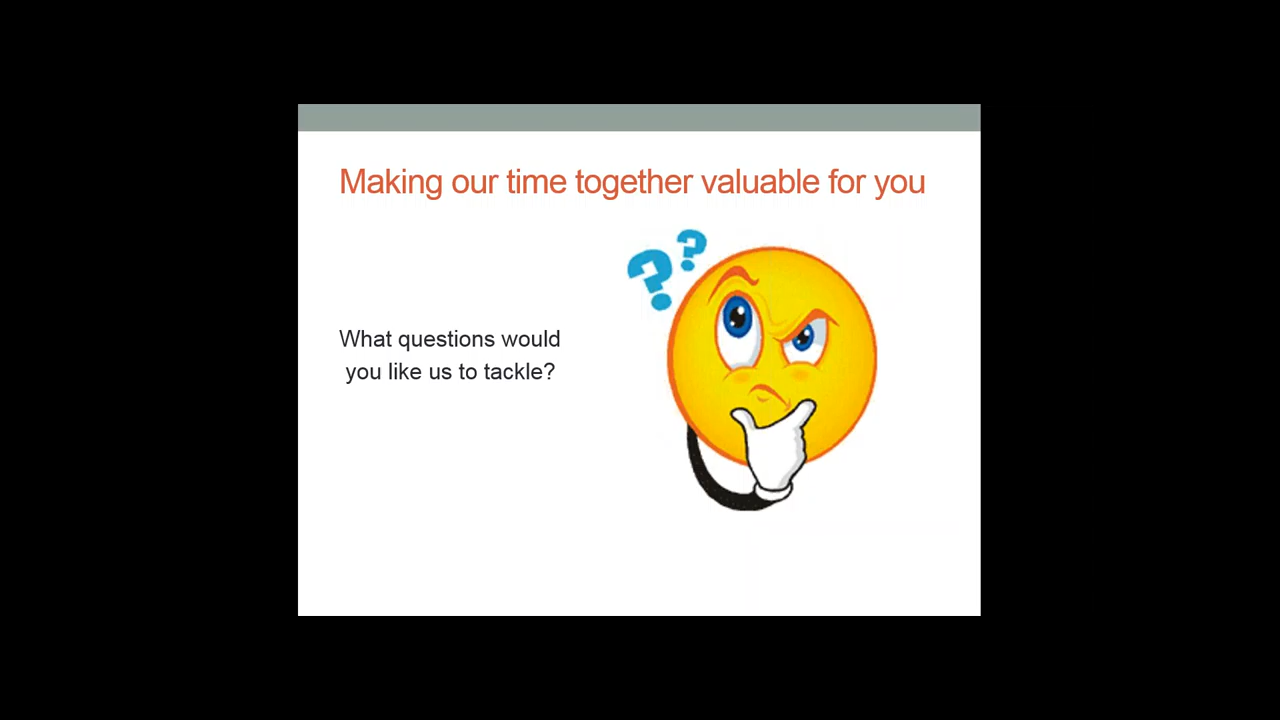 Making our time together valuable for you
? ?
What questions would
you like us to tackle?